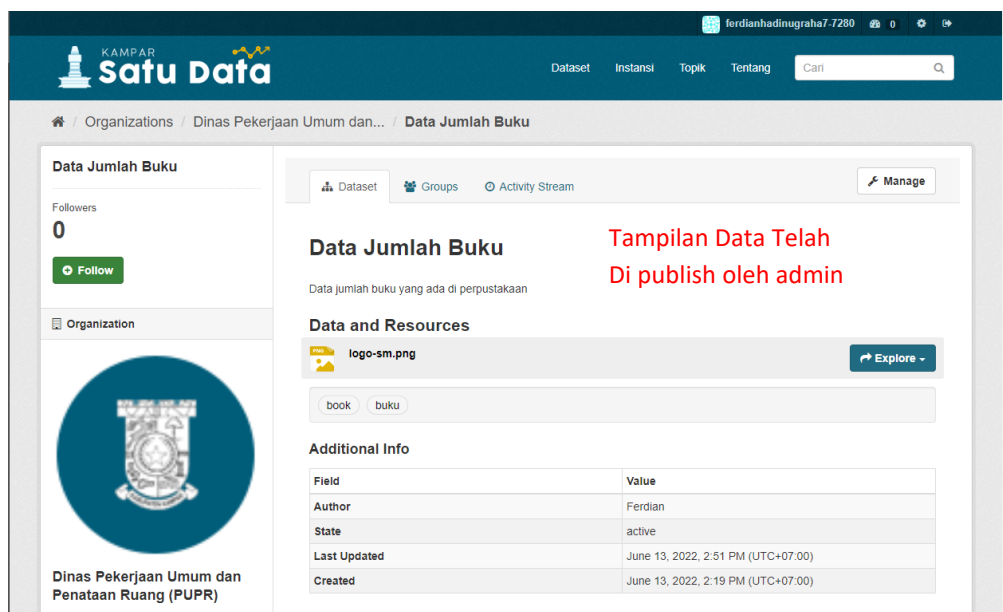 ferdianhadinugraha7-7280 0
KAMPAR
Satu Data
Dataset Instansi Topik Tentang Cari
/ Organizations / Dinas Pekerjaan Umum dan... / Data Jumlah Buku
Data Jumlah Buku
Followers
0
Follow
Organization
Dinas Pekerjaan Umum dan
Penataan Ruang (PUPR)
Dataset Groups Activity Stream Manage
Data Jumlah Buku
Tampilan Data Telah
Di publish oleh admin
Data jumlah buku yang ada di perpustakaan
Data and Resources
PNG logo-sm.png Explore
book buku
Additional Info
Field Value
Author Ferdian
State active
Last Updated June 13, 2022, 2:51 PM (UTC+07:00)
Created June 13, 2022, 2:19 PM (UTC+07:00)